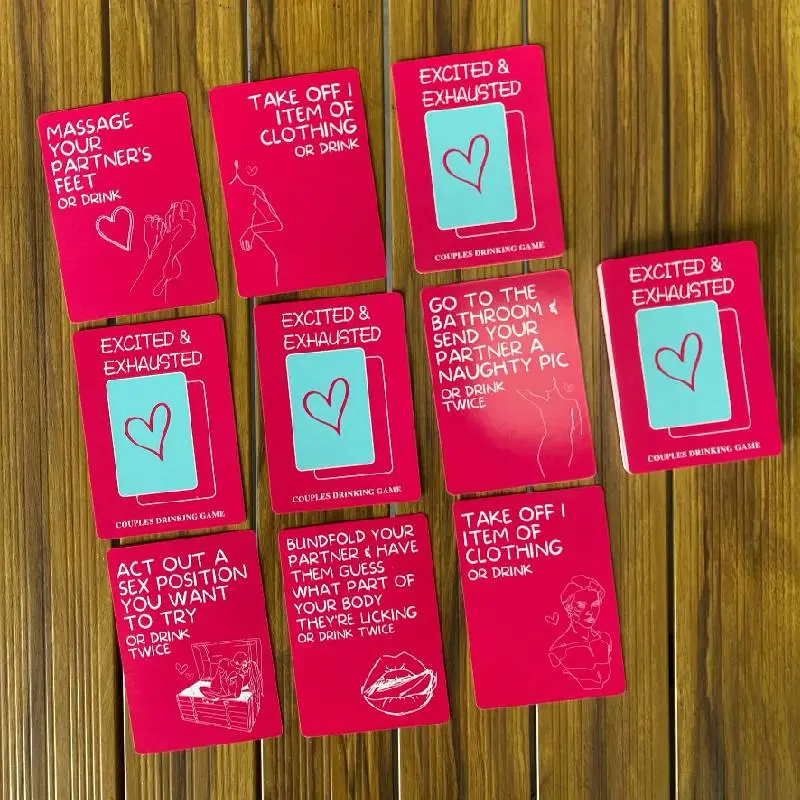 MASSAGE
YOUR
PARTNER'S
FEET
OR DRINK
TAKE OFF 1
ITEM OF
CLOTHING
OR DRINK
EXCITED &
EXHAUSTED
COUPLES DRINKING GAME
EXCITED &
EXHAUSTED
COUPLES DRINKING GAME
EXCITED &
EXHAUSTED
COUPLES DRINKING GAME
GO TO THE
BATHROOM &
SEND YOUR
PARTNER A
NAUGHTY PIC
OR DRINK
TWICE
EXCITED &
EXHAUSTED
COUPLES DRINKING GAME
ACT OUT A
SEX POSITION
YOU WANT
TO TRY
OR DRINK
TWICE
BLINDFOLD YOUR
PARTNER & HAVE
THEM GUESS
WHAT PART OF
YOUR BODY
THEY'RE LICKING
OR DRINK TWICE
TAKE OFF 1
ITEM OF
CLOTHING
OR DRINK